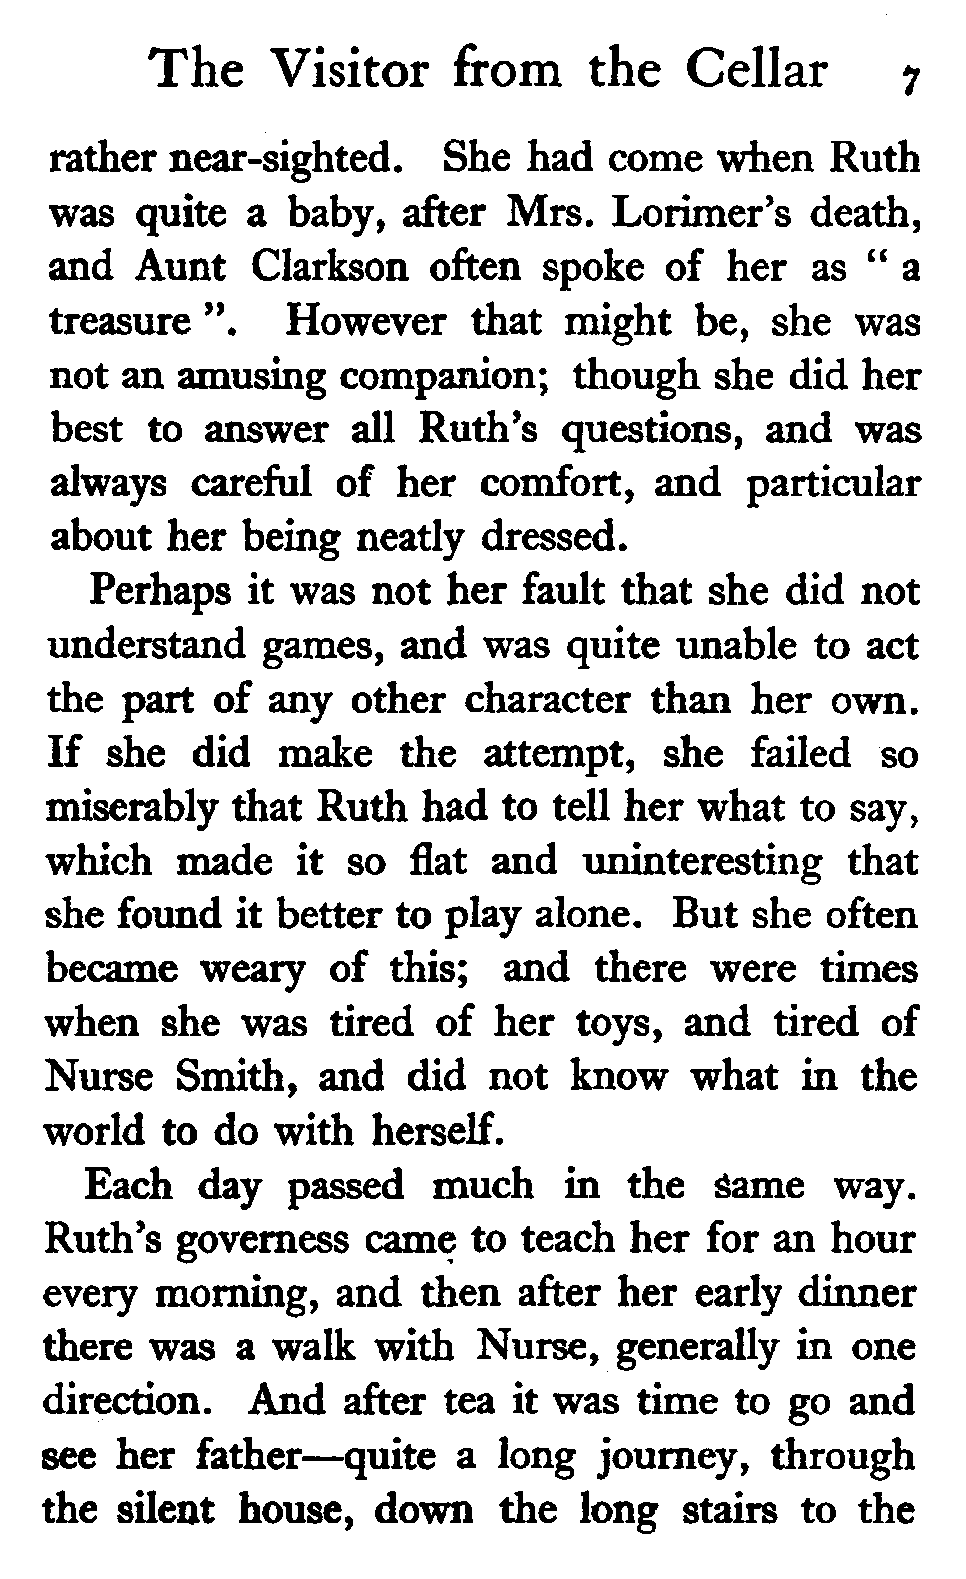 The Visitor from the Cellar 7
rather near-sighted. She had come when Ruth
was quite a baby, after Mrs. Lorimer's death,
and Aunt Clarkson often spoke of her as " a
treasure ". However that might be, she was
not an amusing companion; though she did her
best to answer all Ruth's questions, and was
always careful of her comfort, and particular
about her being neatly dressed.
Perhaps it was not her fault that she did not
understand games, and was quite unable to act
the part of any other character than her own.
If she did make the attempt, she failed so
miserably that Ruth had to tell her what to say,
which made it so flat and uninteresting that
she found it better to play alone. But she often
became weary of this; and there were times
when she was tired of her toys, and tired of
Nurse Smith, and did not know what in the
world to do with herself.
Each day passed much in the same way.
Ruth's governess came to teach her for an hour
every morning, and then after her early dinner
there was a walk with Nurse, generally in one
direction. And after tea it was time to go and
see her father—quite a long journey, through
the silent house, down the long stairs to the